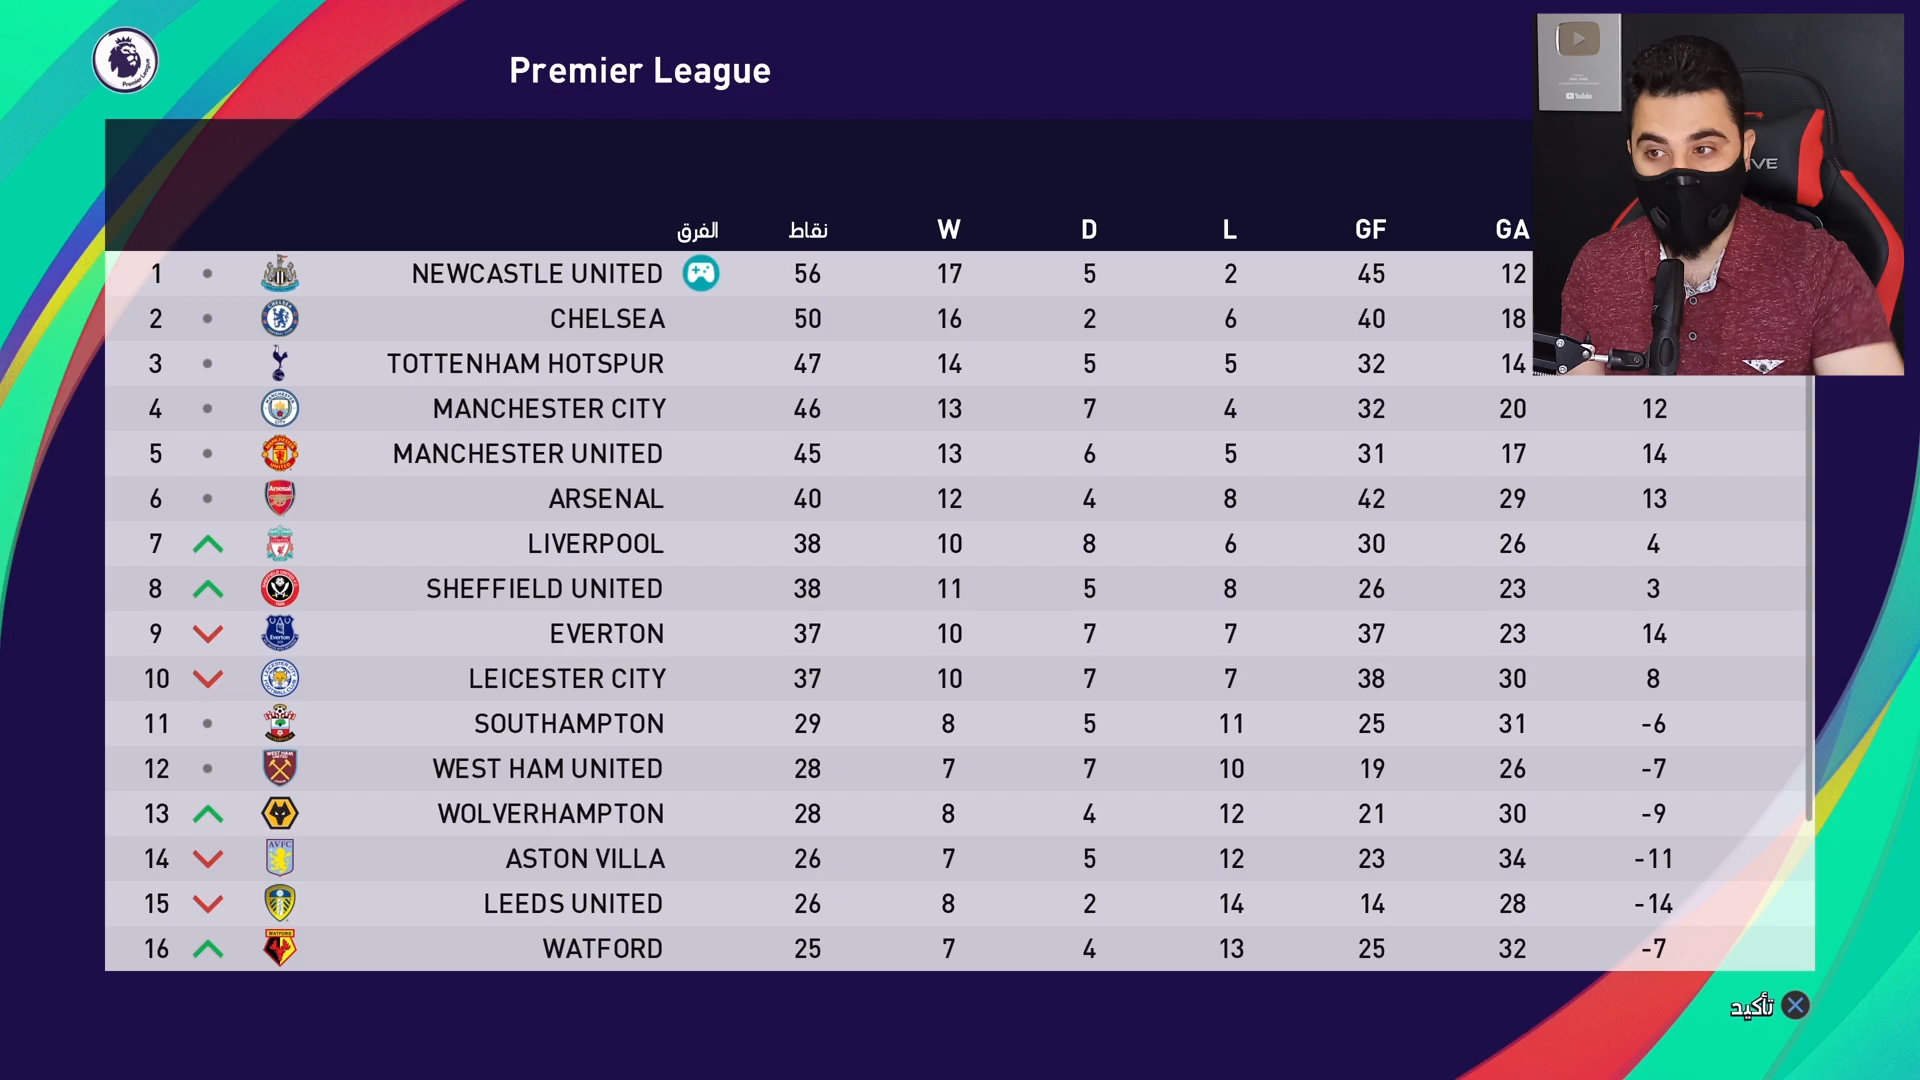 Premier League
الفرق نقاط W D L GF GA
1 NEWCASTLE UNITED 56 17 5 2 45 12
2 CHELSEA 50 16 2 6 40 18
3 TOTTENHAM HOTSPUR 47 14 5 5 32 14
4 MANCHESTER CITY 46 13 7 4 32 20 12
5 MANCHESTER UNITED 45 13 6 5 31 17 14
6 ARSENAL 40 12 4 8 42 29 13
7 LIVERPOOL 38 10 8 6 30 26 4
8 SHEFFIELD UNITED 38 11 5 8 26 23 3
9 EVERTON 37 10 7 7 37 23 14
10 LEICESTER CITY 37 10 7 7 38 30 8
11 SOUTHAMPTON 29 8 5 11 25 31 -6
12 WEST HAM UNITED 28 7 7 10 19 26 -7
13 WOLVERHAMPTON 28 8 4 12 21 30 -9
14 ASTON VILLA 26 7 5 12 23 34 -11
15 LEEDS UNITED 26 8 2 14 14 28 -14
16 WATFORD 25 7 4 13 25 32 -7
تأكيد
YouTube
VE